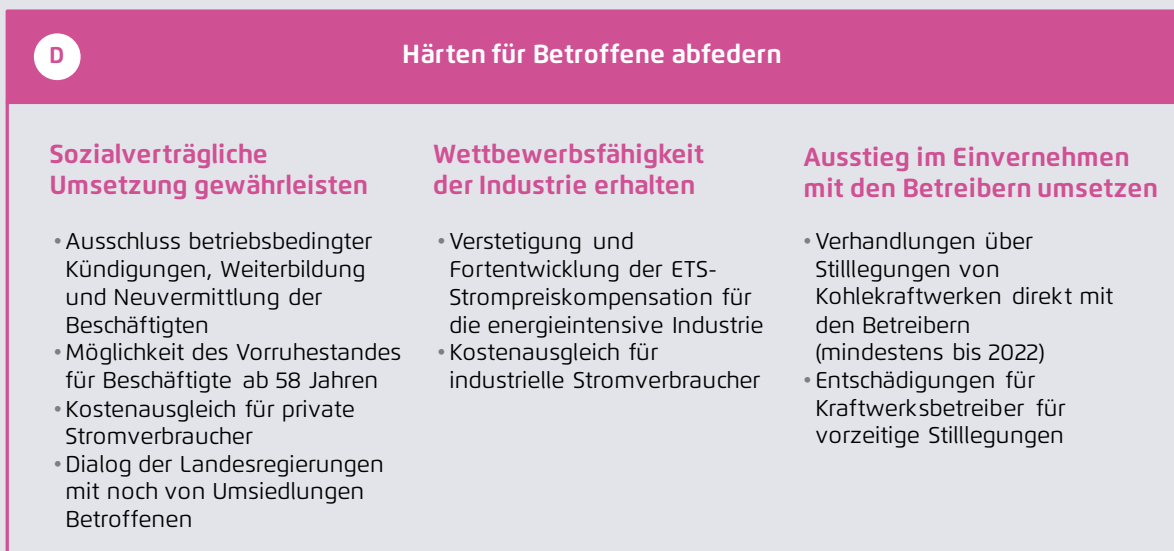 D
Härten für Betroffene abfedern
Sozialverträgliche
Umsetzung gewährleisten
• Ausschluss betriebsbedingter
Kündigungen, Weiterbildung
und Neuvermittlung der
Beschäftigten
• Möglichkeit des Vorruhestandes
für Beschäftigte ab 58 Jahren
• Kostenausgleich für private
Stromverbraucher
• Dialog der Landesregierungen
mit noch von Umsiedlungen
Betroffenen
Wettbewerbsfähigkeit
der Industrie erhalten
• Verstetigung und
Fortentwicklung der ETS-
Strompreiskompensation für
die energieintensive Industrie
• Kostenausgleich für
industrielle Stromverbraucher
Ausstieg im Einvernehmen
mit den Betreibern umsetzen
• Verhandlungen über
Stilllegungen von
Kohlekraftwerken direkt mit
den Betreibern
(mindestens bis 2022)
• Entschädigungen für
Kraftwerksbetreiber für
vorzeitige Stilllegungen